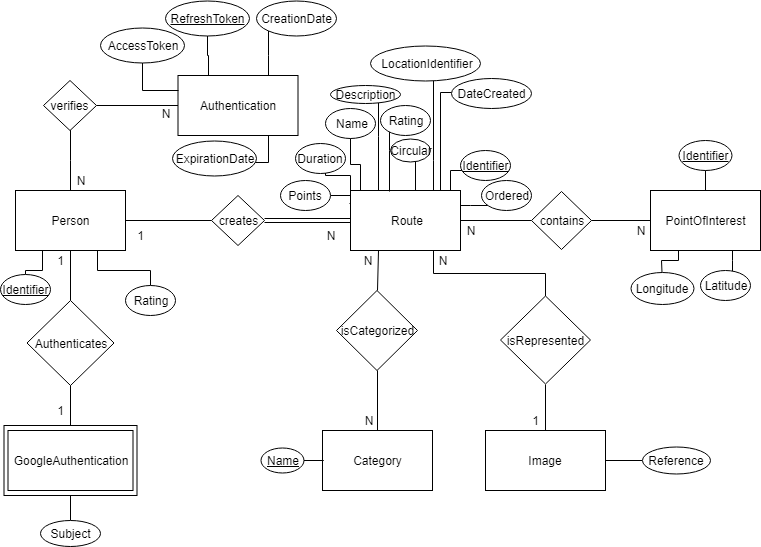 RefreshToken
CreationDate
AccessToken
LocationIdentifier
verifies
N
Authentication
Description
DateCreated
Name
Rating
ExpirationDate
Duration
Circular
Identifier
Identifier
N
Points
Ordered
Person
1
creates
N
Route
N
contains
N
PointOfInterest
1
N
N
Identifier
Rating
Longitude
Latitude
Authenticates
isCategorized
isRepresented
1
N
1
GoogleAuthentication
Name
Category
Image
Reference
Subject